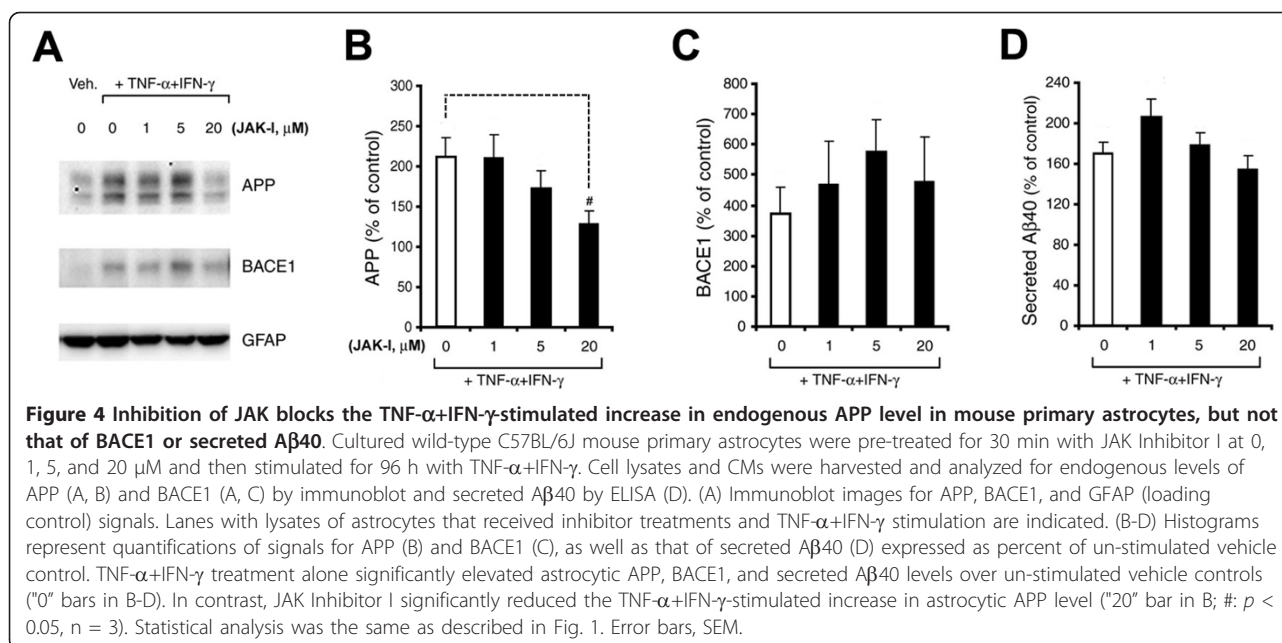 A
Veh.
+ TNF-α+IFN-γ
0 0 1 5 20 (JAK-I, μM)
APP
BACE1
GFAP
B
APP (% of control)
300
250
200
150
100
50
0
#
(JAK-I, μM) 0 1 5 20
+ TNF-α+IFN-γ
C
BACE1 (% of control)
800
700
600
500
400
300
200
100
0
0 1 5 20
+ TNF-α+IFN-γ
D
Secreted Aβ40 (% of control)
240
200
160
120
80
40
0
0 1 5 20
+ TNF-α+IFN-γ
Figure 4 Inhibition of JAK blocks the TNF-α+IFN-γ-stimulated increase in endogenous APP level in mouse primary astrocytes, but not
that of BACE1 or secreted Aβ40. Cultured wild-type C57BL/6J mouse primary astrocytes were pre-treated for 30 min with JAK Inhibitor I at 0,
1, 5, and 20 μM and then stimulated for 96 h with TNF-α+IFN-γ. Cell lysates and CMs were harvested and analyzed for endogenous levels of
APP (A, B) and BACE1 (A, C) by immunoblot and secreted Aβ40 by ELISA (D). (A) Immunoblot images for APP, BACE1, and GFAP (loading
control) signals. Lanes with lysates of astrocytes that received inhibitor treatments and TNF-α+IFN-γ stimulation are indicated. (B-D) Histograms
represent quantifications of signals for APP (B) and BACE1 (C), as well as that of secreted Aβ40 (D) expressed as percent of un-stimulated vehicle
control. TNF-α+IFN-γ treatment alone significantly elevated astrocytic APP, BACE1, and secreted Aβ40 levels over un-stimulated vehicle controls
("0" bars in B-D). In contrast, JAK Inhibitor I significantly reduced the TNF-α+IFN-γ-stimulated increase in astrocytic APP level ("20" bar in B; #: p <
0.05, n = 3). Statistical analysis was the same as described in Fig. 1. Error bars, SEM.